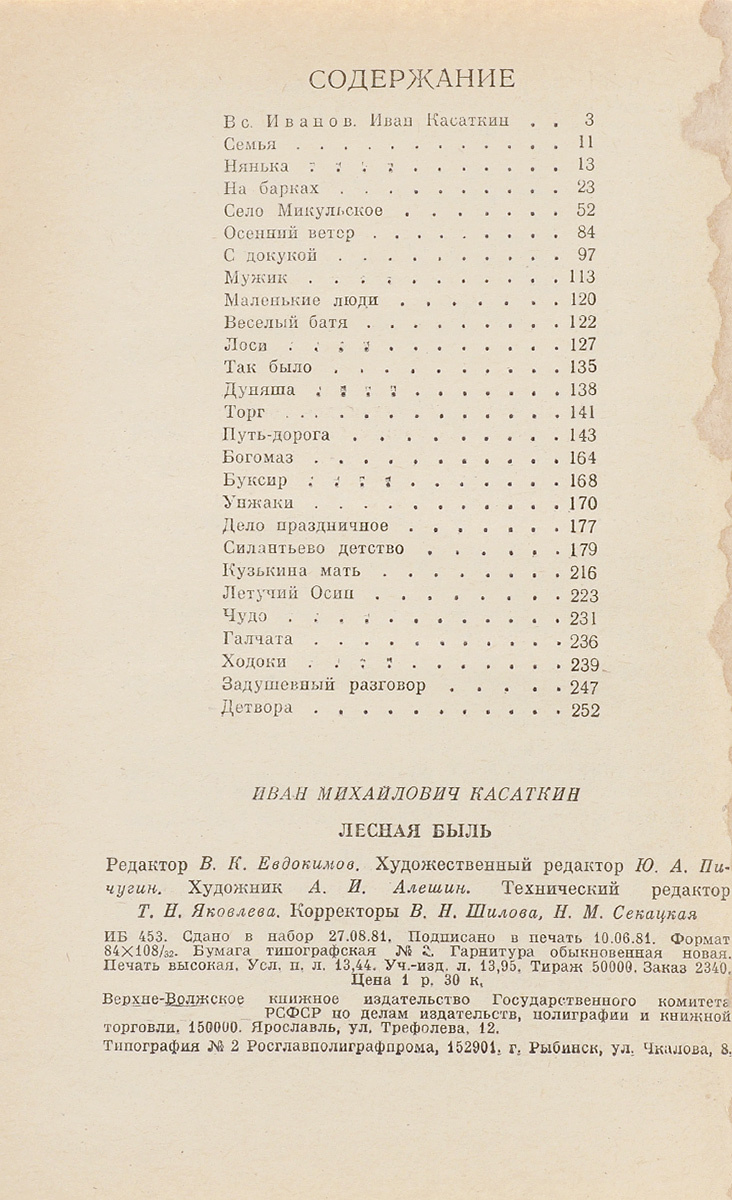 СОДЕРЖАНИЕ
Вс. Иванов. Иван Касаткин . . 3
Семья . . . . . . . . . . . . 11
Нянька . . . . . . . . . . . 13
На барках . . . . . . . . . . 23
Село Микульское . . . . . . . 52
Осенний ветер . . . . . . . . . 84
С докукой . . . . . . . . . . 97
Мужик . . . . . . . . . . . 113
Маленькие люди . . . . . . . 120
Веселый батя . . . . . . . . . 122
Лоси . . . . . . . . . . . . 127
Так было . . . . . . . . . . 135
Дуняша . . . . . . . . . . . 138
Торг . . . . . . . . . . . . 141
Путь-дорога . . . . . . . . . 143
Богомаз . . . . . . . . . . . 164
Буксир . . . . . . . . . . . 168
Унжаки . . . . . . . . . . . 170
Дело праздничное . . . . . . . 177
Силантьево детство . . . . . . 179
Кузькина мать . . . . . . . . 216
Летучий Осип . . . . . . . . 223
Чудо . . . . . . . . . . . . 231
Галчата . . . . . . . . . . . 236
Ходоки . . . . . . . . . . . 239
Задушевный разговор . . . . . 247
Детвора . . . . . . . . . . . 252
ИВАН МИХАЙЛОВИЧ КАСАТКИН
ЛЕСНАЯ БЫЛЬ
Редактор В. К. Евдокимов. Художественный редактор Ю. А. Пи-
чугин. Художник А. И. Алешин. Технический редактор
Т. Н. Яковлева. Корректоры В. Н. Шилова, Н. М. Секацкая
ИБ 453. Сдано в набор 27.08.81. Подписано в печать 10.06.81. Формат
84×108/32. Бумага типографская № 2. Гарнитура обыкновенная новая.
Печать высокая. Усл. п. л. 13,44. Уч.-изд. л. 13,95. Тираж 50000. Заказ 2340.
Цена 1 р. 30 к.
Верхне-Волжское книжное издательство Государственного комитета
РСФСР по делам издательств, полиграфии и книжной
торговли. 150000. Ярославль, ул. Трефолева, 12.
Типография № 2 Росглавполиграфпрома, 152901, г. Рыбинск, ул. Чкалова, 8.